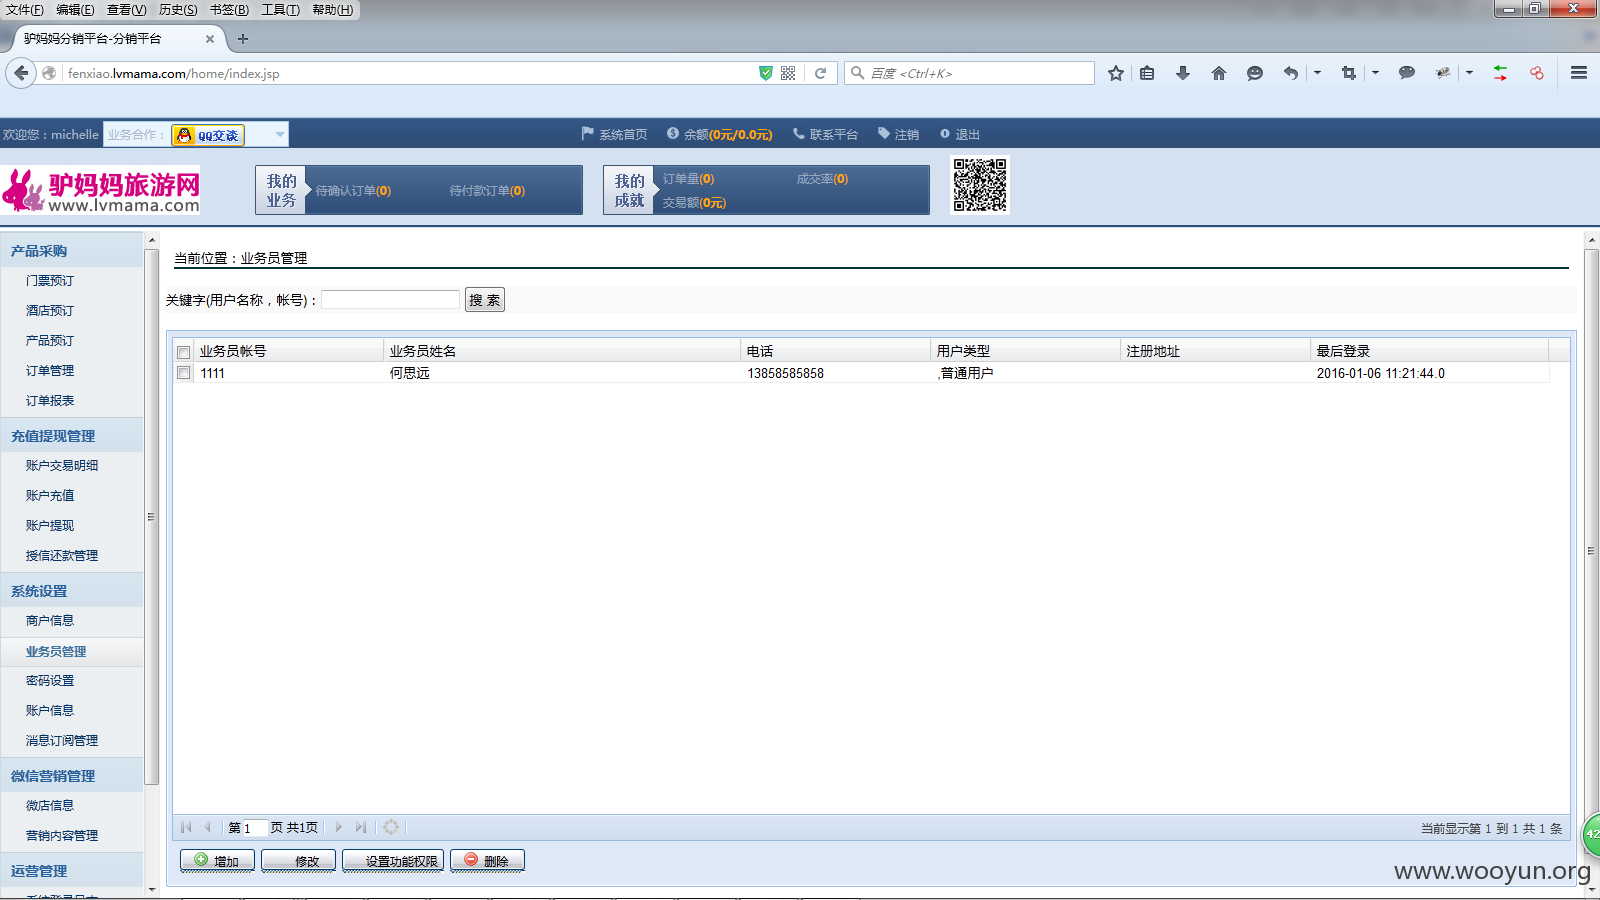 文件(F) 编辑(E) 查看(V) 历史(S) 书签(B) 工具(T) 帮助(H)
驴妈妈分销平台-分销平台
fenxiao.lvmama.com/home/index.jsp
百度 <Ctrl+K>
欢迎您：michelle 业务合作： QQ交谈 系统首页 余额(0元/0.0元) 联系平台 注销 退出
驴妈妈旅游网
www.lvmama.com
我的业务
待确认订单(0) 待付款订单(0)
我的成就
订单量(0) 成交率(0)
交易额(0元)
产品采购
门票预订
酒店预订
产品预订
订单管理
订单报表
充值提现管理
账户交易明细
账户充值
账户提现
授信还款管理
系统设置
商户信息
业务员管理
密码设置
账户信息
消息订阅管理
微信营销管理
微店信息
营销内容管理
运营管理
当前位置：业务员管理
关键字(用户名称，帐号)： 搜 索
业务员帐号 业务员姓名 电话 用户类型 注册地址 最后登录
1111 何思远 13858585858 ,普通用户 2016-01-06 11:21:44.0
第 1 页 共1页
当前显示第 1 到 1 共 1 条
增加 修改 设置功能权限 删除
42
www.wooyun.org